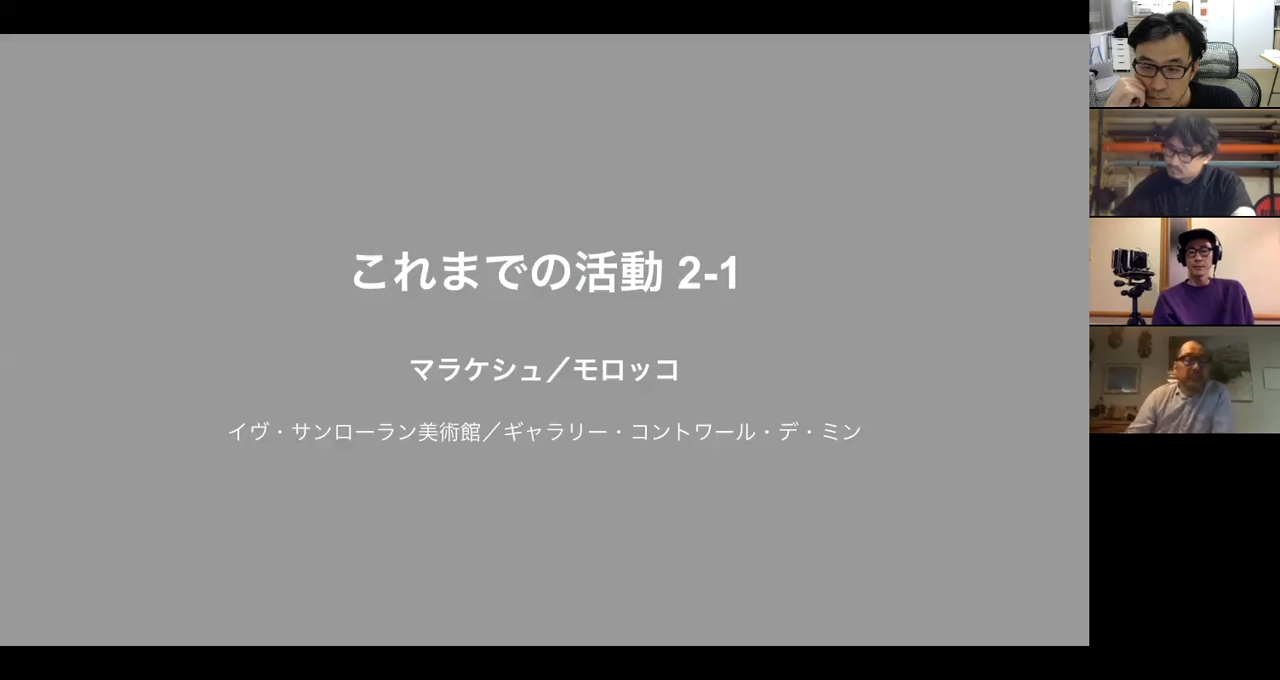 これまでの活動 2-1
マラケシュ／モロッコ
イヴ・サンローラン美術館／ギャラリー・コントワール・デ・ミン